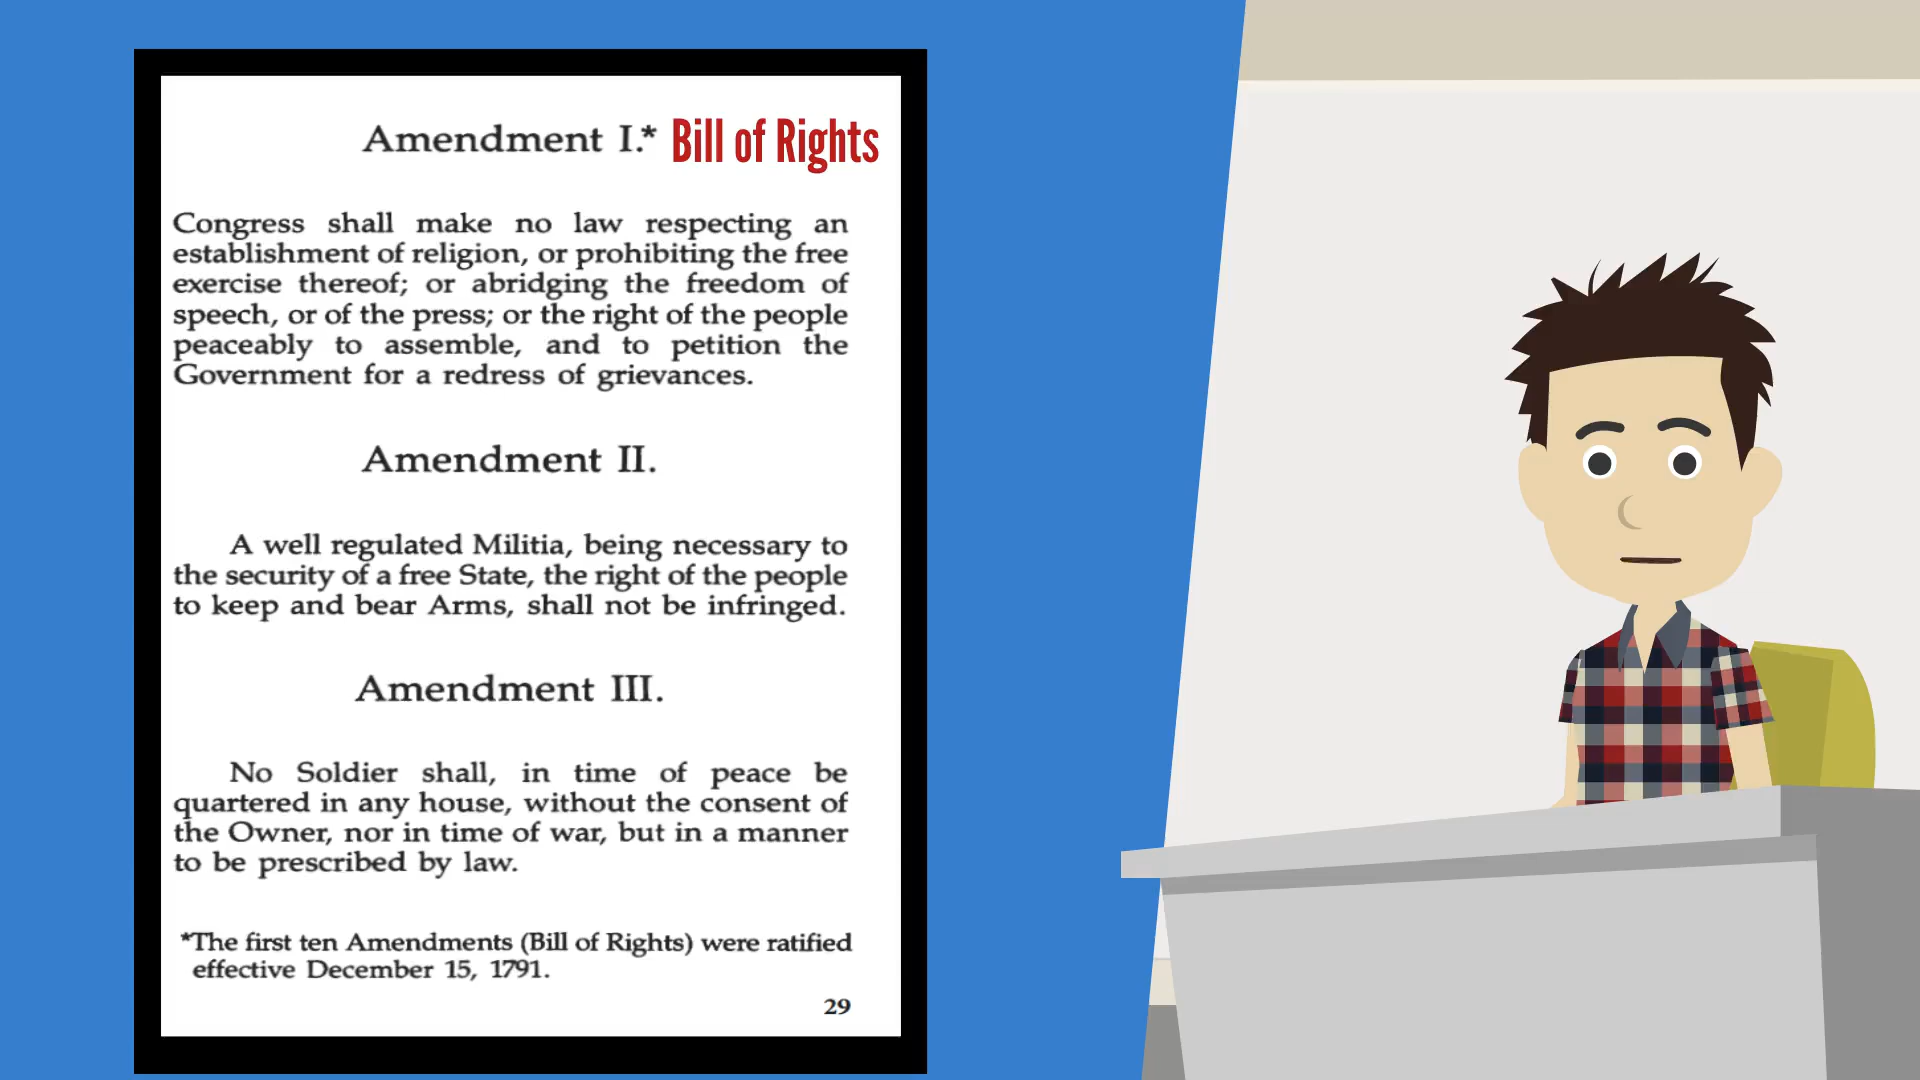 Amendment I.* Bill of Rights
Congress shall make no law respecting an
establishment of religion, or prohibiting the free
exercise thereof; or abridging the freedom of
speech, or of the press; or the right of the people
peaceably to assemble, and to petition the
Government for a redress of grievances.
Amendment II.
A well regulated Militia, being necessary to
the security of a free State, the right of the people
to keep and bear Arms, shall not be infringed.
Amendment III.
No Soldier shall, in time of peace be
quartered in any house, without the consent of
the Owner, nor in time of war, but in a manner
to be prescribed by law.
*The first ten Amendments (Bill of Rights) were ratified
effective December 15, 1791.
29